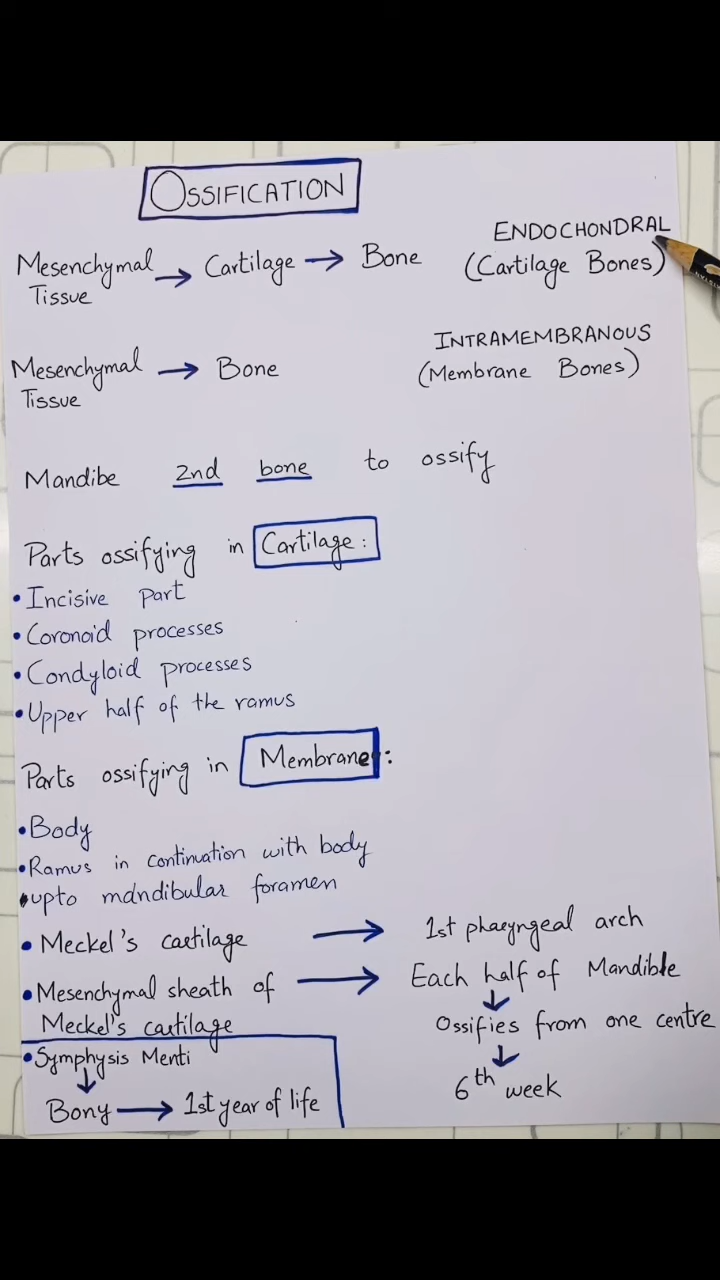 OSSIFICATION
Mesenchymal Tissue → Cartilage → Bone
ENDOCHONDRAL
(Cartilage Bones)
Mesenchymal Tissue → Bone
INTRAMEMBRANOUS
(Membrane Bones)
Mandibe 2nd bone to ossify
Parts ossifying in Cartilage:
• Incisive part
• Coronoid processes
• Condyloid processes
• Upper half of the ramus
Parts ossifying in Membrane:
• Body
• Ramus in continuation with body
upto mandibular foramen
• Meckel's cartilage → 1st pharyngeal arch
• Mesenchymal sheath of
Meckel's cartilage → Each half of Mandible
↓
Ossifies from one centre
↓
6th week
• Symphysis Menti
↓
Bony → 1st year of life